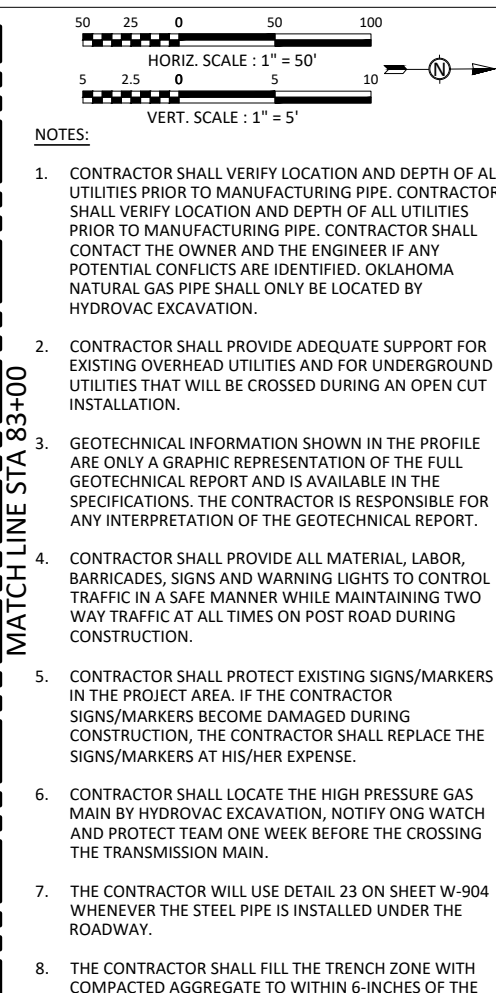 50 25 0 50 100
HORIZ. SCALE : 1" = 50'
5 2.5 0 5 10
VERT. SCALE : 1" = 5'
N
NOTES:
1. CONTRACTOR SHALL VERIFY LOCATION AND DEPTH OF AL
UTILITIES PRIOR TO MANUFACTURING PIPE. CONTRACTOR
SHALL VERIFY LOCATION AND DEPTH OF ALL UTILITIES
PRIOR TO MANUFACTURING PIPE. CONTRACTOR SHALL
CONTACT THE OWNER AND THE ENGINEER IF ANY
POTENTIAL CONFLICTS ARE IDENTIFIED. OKLAHOMA
NATURAL GAS PIPE SHALL ONLY BE LOCATED BY
HYDROVAC EXCAVATION.
2. CONTRACTOR SHALL PROVIDE ADEQUATE SUPPORT FOR
EXISTING OVERHEAD UTILITIES AND FOR UNDERGROUND
UTILITIES THAT WILL BE CROSSED DURING AN OPEN CUT
INSTALLATION.
3. GEOTECHNICAL INFORMATION SHOWN IN THE PROFILE
ARE ONLY A GRAPHIC REPRESENTATION OF THE FULL
GEOTECHNICAL REPORT AND IS AVAILABLE IN THE
SPECIFICATIONS. THE CONTRACTOR IS RESPONSIBLE FOR
ANY INTERPRETATION OF THE GEOTECHNICAL REPORT.
4. CONTRACTOR SHALL PROVIDE ALL MATERIAL, LABOR,
BARRICADES, SIGNS AND WARNING LIGHTS TO CONTROL
TRAFFIC IN A SAFE MANNER WHILE MAINTAINING TWO
WAY TRAFFIC AT ALL TIMES ON POST ROAD DURING
CONSTRUCTION.
5. CONTRACTOR SHALL PROTECT EXISTING SIGNS/MARKERS
IN THE PROJECT AREA. IF THE CONTRACTOR
SIGNS/MARKERS BECOME DAMAGED DURING
CONSTRUCTION, THE CONTRACTOR SHALL REPLACE THE
SIGNS/MARKERS AT HIS/HER EXPENSE.
6. CONTRACTOR SHALL LOCATE THE HIGH PRESSURE GAS
MAIN BY HYDROVAC EXCAVATION, NOTIFY ONG WATCH
AND PROTECT TEAM ONE WEEK BEFORE THE CROSSING
THE TRANSMISSION MAIN.
7. THE CONTRACTOR WILL USE DETAIL 23 ON SHEET W-904
WHENEVER THE STEEL PIPE IS INSTALLED UNDER THE
ROADWAY.
8. THE CONTRACTOR SHALL FILL THE TRENCH ZONE WITH
COMPACTED AGGREGATE TO WITHIN 6-INCHES OF THE
MATCH LINE STA 83+00